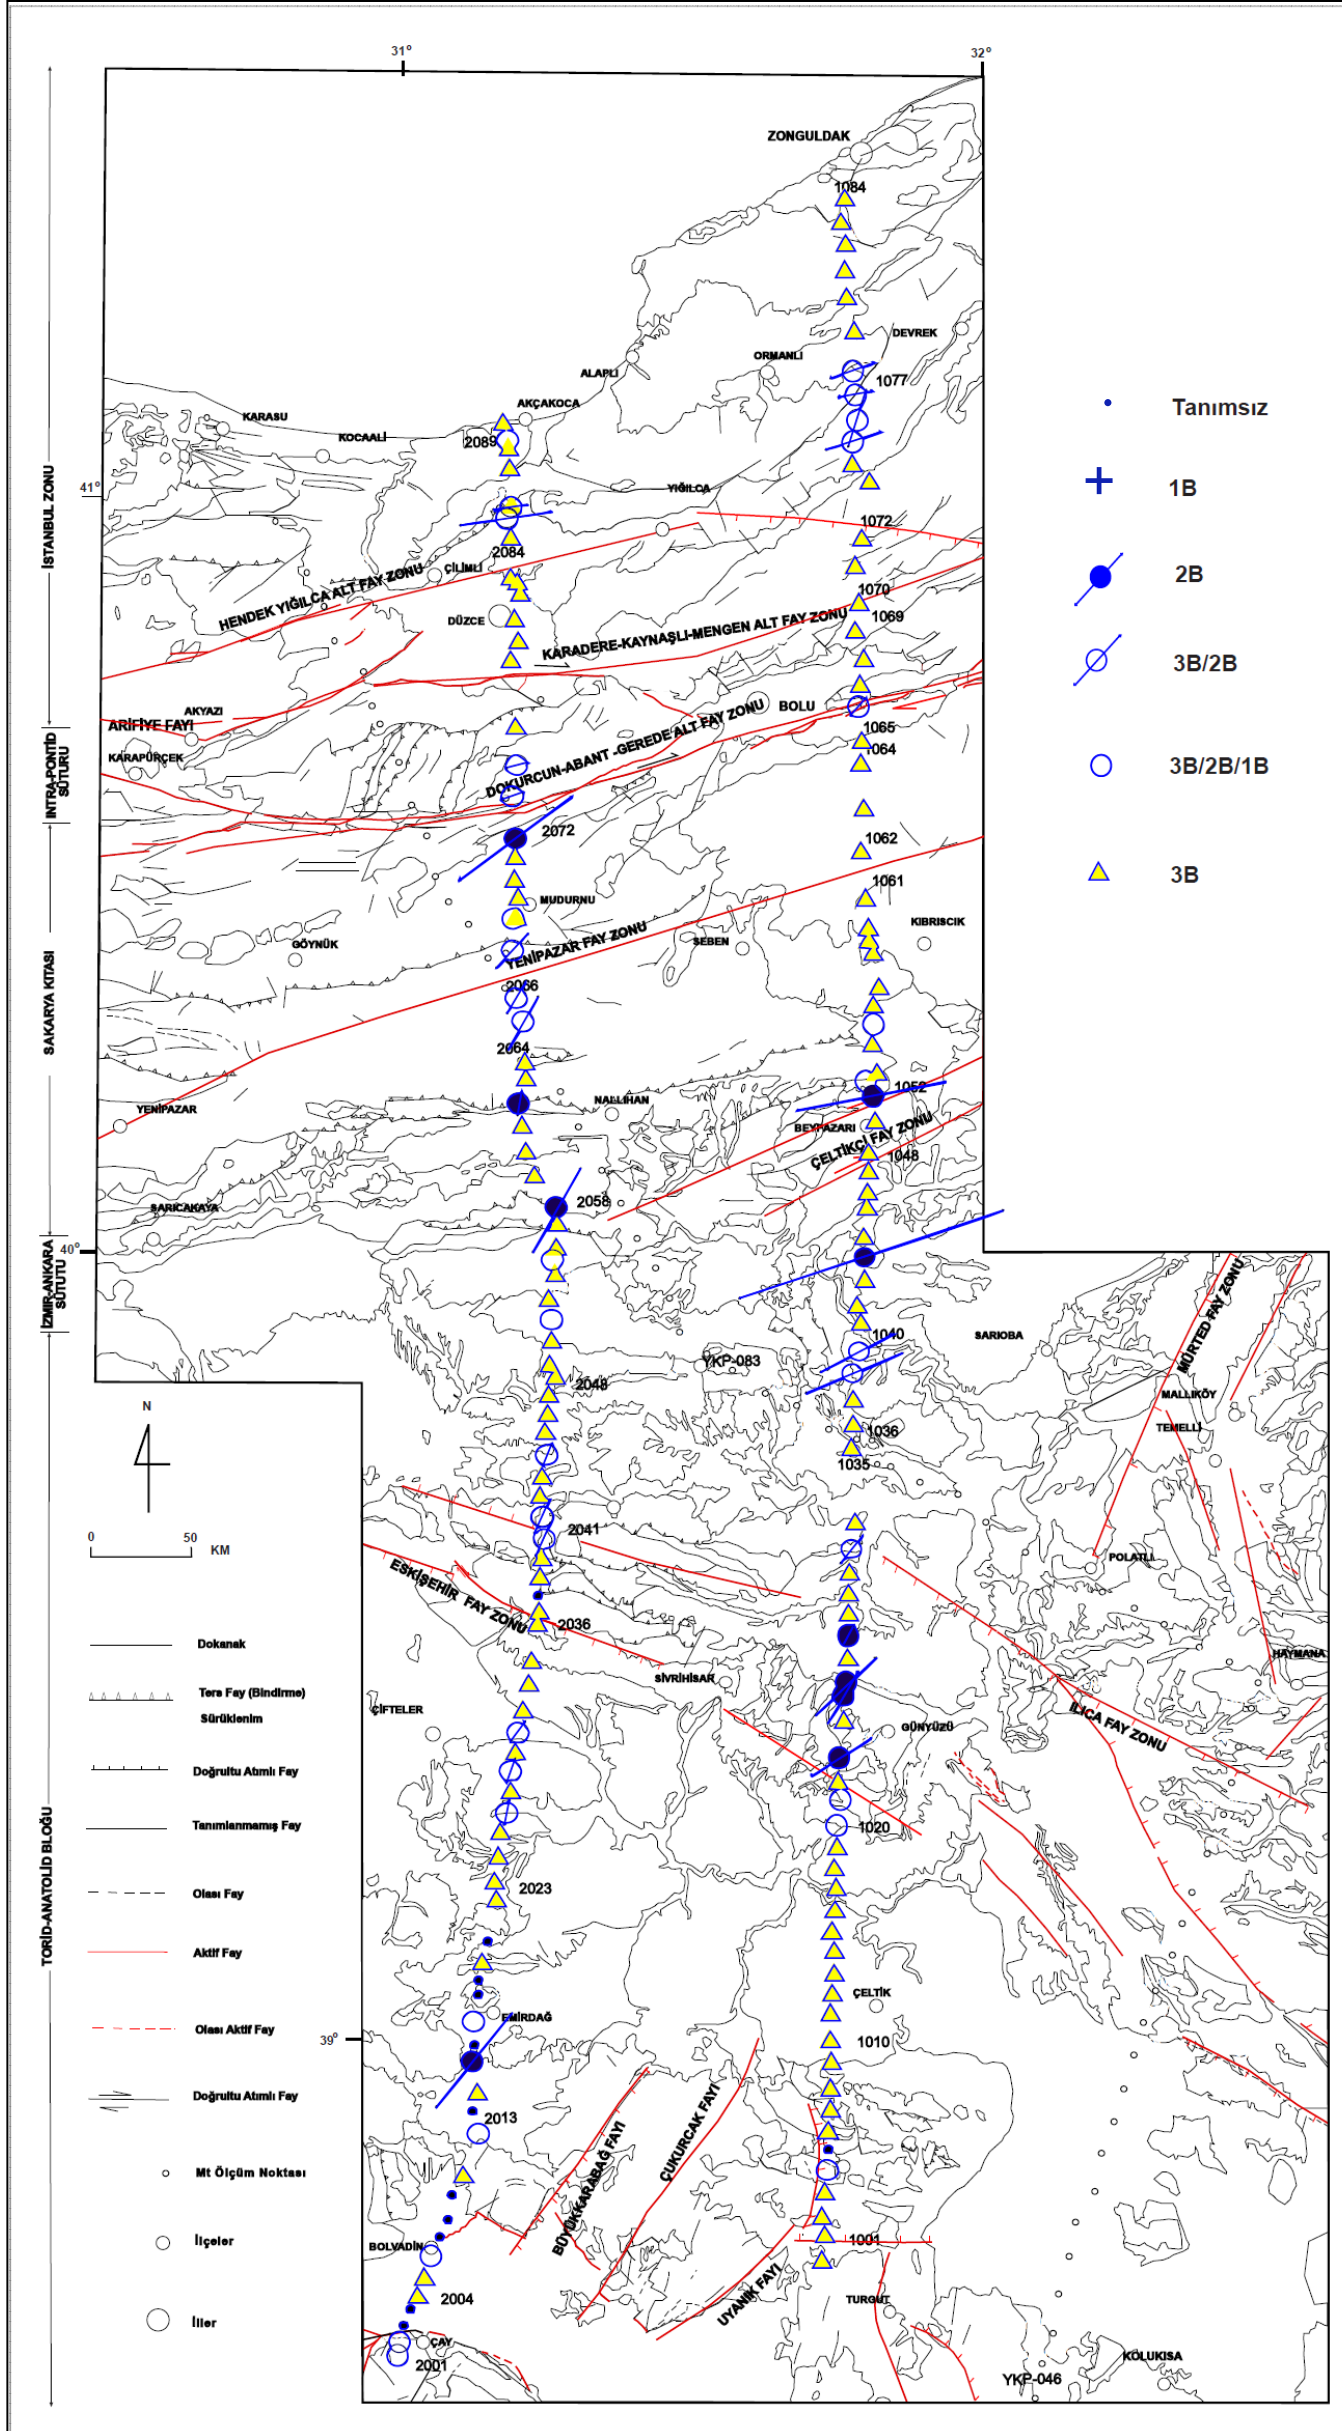 31°
32°
ZONGULDAK
1084
DEVREK
ORMANLI
ALAPLI
1077
AKÇAKOCA
KARASU
KOCAALİ
2089
41°
YIĞILCA
1072
2084
ÇİLİMLİ
HENDEK YIĞILCA ALT FAY ZONU
1070
1069
DÜZCE
KARADERE-KAYNAŞLI-MENGEN ALT FAY ZONU
AKYAZI
ARİFİYE FAYI
BOLU
1065
1064
KARAPÜRÇEK
DOKURCUN-ABANT -GEREDE ALT FAY ZONU
2072
1062
1061
MUDURNU
KIBRISCIK
GÖYNÜK
SEBEN
YENİPAZAR FAY ZONU
2066
2064
1052
NALLIHAN
YENİPAZAR
BEYPAZARI
ÇELTİKÇİ FAY ZONU
1048
2058
SARICAKAYA
40°
1040
SARIOBA
MÜRTED FAY ZONU
YKP-083
2048
MALLIKÖY
TEMELLİ
1036
1035
2041
POLATLI
ESKİŞEHİR FAY ZONU
2036
SİVRİHİSAR
HAYMANA
ÇİFTELER
GÜNYÜZÜ
ILICA FAY ZONU
1020
2023
ÇELTİK
EMİRDAĞ
39°
1010
2013
ÇUKURCAK FAYI
BÜYÜKKARABAĞ FAYI
BOLVADİN
1001
2004
UYANIK FAYI
TURGUT
ÇAY
2001
YKP-046
KOLUKISA
İSTANBUL ZONU
INTRA-PONTİD
SÜTURU
SAKARYA KITASI
İZMİR-ANKARA
SÜTUTU
TORİD-ANATOLİD BLOĞU
N
0 50
KM
Dokanak
Ters Fay (Bindirme)
Sürüklenim
Doğrultu Atımlı Fay
Tanımlanmamış Fay
Olası Fay
Aktif Fay
Olası Aktif Fay
Doğrultu Atımlı Fay
Mt Ölçüm Noktası
İlçeler
İller
Tanımsız
1B
2B
3B/2B
3B/2B/1B
3B